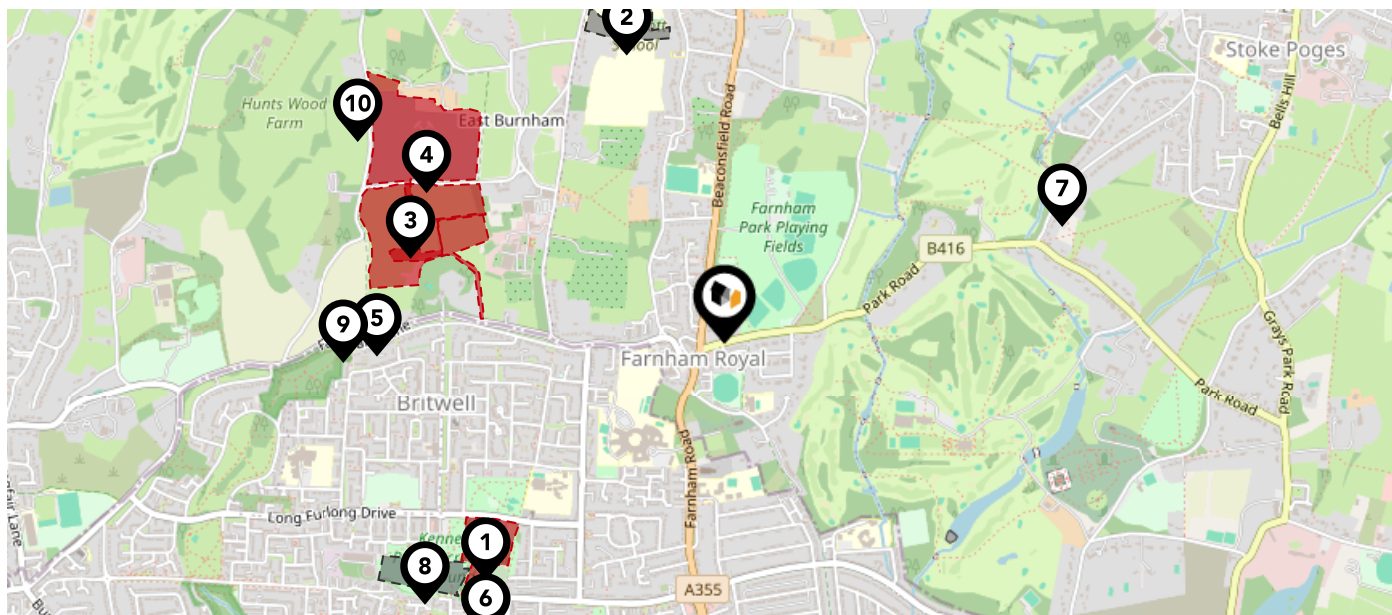 2
School
Stoke Poges
Hunts Wood
Farm
10
East Burnham
Beaconsfield Road
Bells Hill
4
7
3
Farnham
Park Playing
Fields
B416
Park Road
9
5
Farnham Royal
Grays Park Road
Britwell
Park Road
Farnham Road
Long Furlong Drive
1
8
6
A355